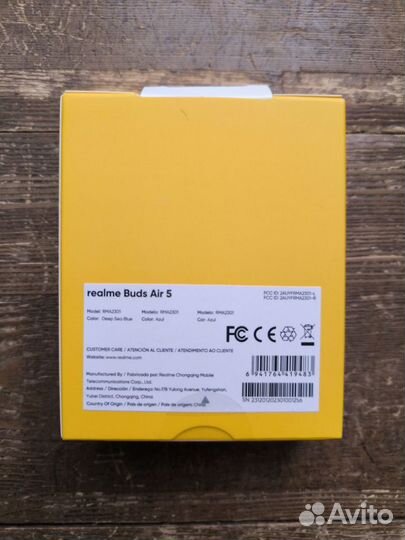 realme Buds Air 5
FCC ID: 2AUYFRMA2301-L
FCC ID: 2AUYFRMA2301-R
Model: RMA2301 Modelo: RMA2301 Modelo: RMA2301
Color: Deep Sea Blue Color: Azul Cor: Azul
FC CE
CUSTOMER CARE / ATENCION AL CLIENTE / ATENDIMENTO AO CLIENTE
Website: www.realme.com
Manufactured By / Fabricado por: Realme Chongqing Mobile
Telecommunications Corp., Ltd.
Address / Dirección / Endereço: No.178 Yulong Avenue, Yufengshan,
Yubei District, Chongqing, China
Country Of Origin / País de origen / País de origem: China
6 941764 419483
SN: 2312012023010012S6
Avito